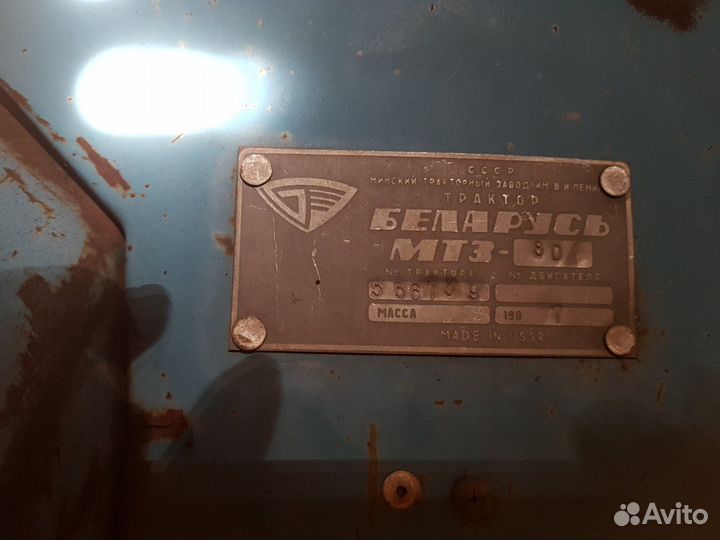 СССР
МИНСКИЙ ТРАКТОРНЫЙ ЗАВОД ИМ В И ЛЕНИ
ТРАКТОР
БЕЛАРУСЬ
МТЗ-
№ ТРАКТОРА № ДВИГАТЕЛЯ
МАССА 198
MADE IN USSR
Avito